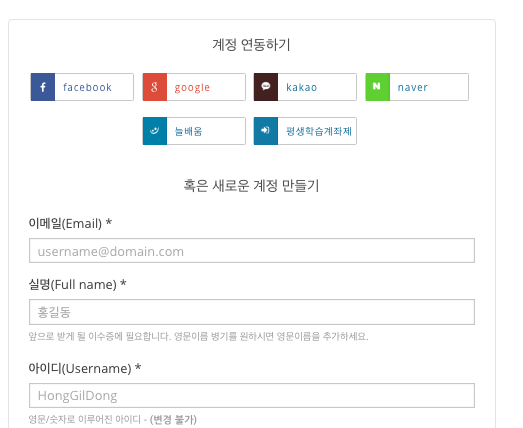 계정 연동하기
facebook google kakao naver
늘배움 평생학습계좌제
혹은 새로운 계정 만들기
이메일(Email) *
username@domain.com
실명(Full name) *
홍길동
앞으로 받게 될 이수증에 필요합니다. 영문이름 병기를 원하시면 영문이름을 추가하세요.
아이디(Username) *
HongGilDong
영문/숫자로 이루어진 아이디 - (변경 불가)